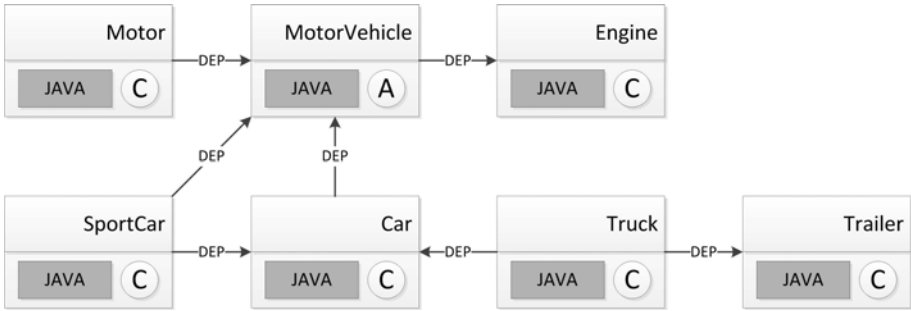 Motor
MotorVehicle
Engine
DEP
DEP
JAVA C
JAVA A
JAVA C
DEP
DEP
SportCar
Car
Truck
Trailer
DEP
DEP
DEP
JAVA C
JAVA C
JAVA C
JAVA C